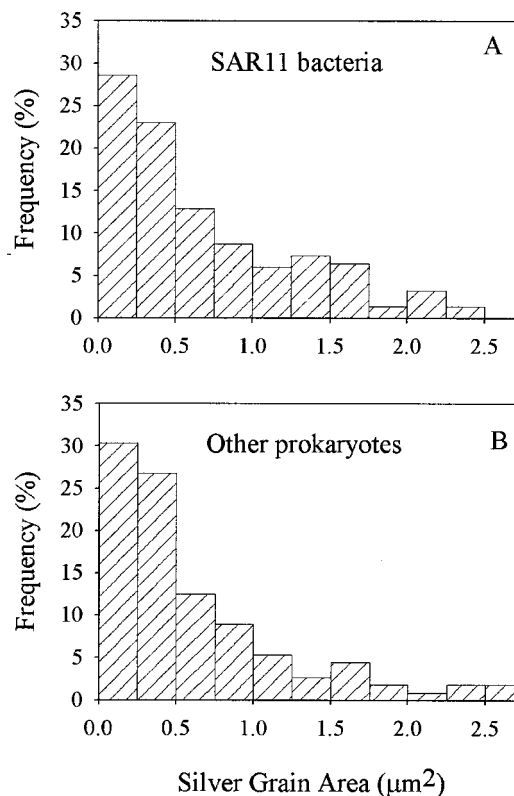 A
SAR11 bacteria
Frequency (%)
35
30
25
20
15
10
5
0
0.0 0.5 1.0 1.5 2.0 2.5
B
Other prokaryotes
Frequency (%)
35
30
25
20
15
10
5
0
0.0 0.5 1.0 1.5 2.0 2.5
Silver Grain Area (μm²)